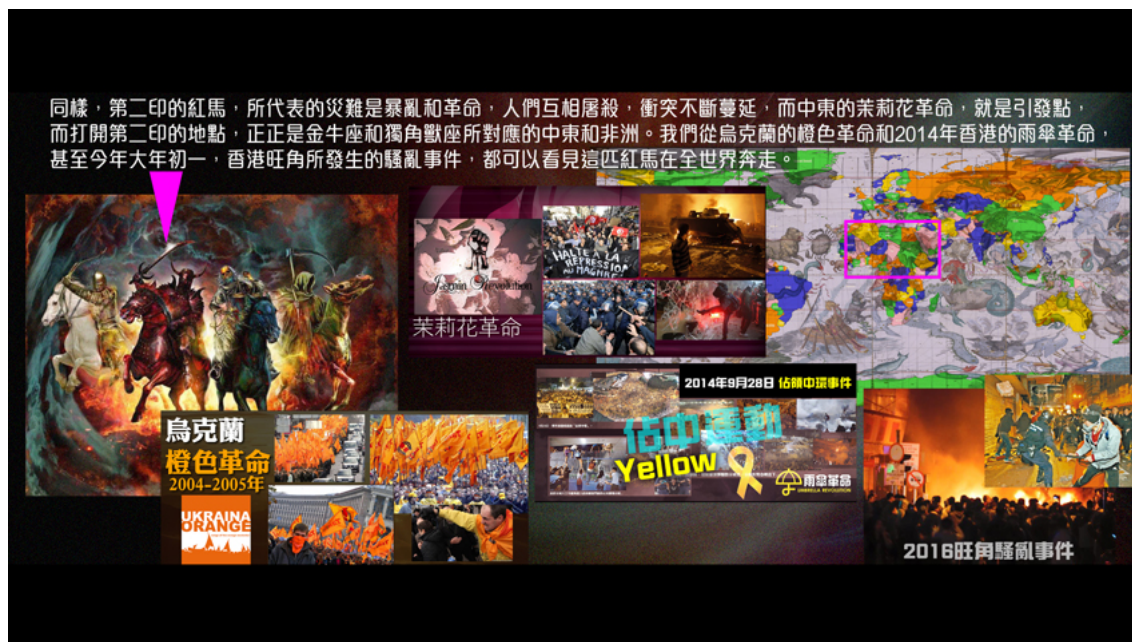 同樣，第二印的紅馬，所代表的災難是暴亂和革命，人們互相屠殺，衝突不斷蔓延，而中東的茉莉花革命，就是引發點，
而打開第二印的地點，正正是金牛座和獨角獸座所對應的中東和非洲。我們從烏克蘭的橙色革命和2014年香港的雨傘革命，
甚至今年大年初一，香港旺角所發生的騷亂事件，都可以看見這匹紅馬在全世界奔走。
Jasmin Revolution
茉莉花革命
HALTE A LA
REPRESSION
AU MAGHREB
2014年9月28日 佔領中環事件
佔中運動
Yellow
雨傘革命
UMBRELLA REVOLUTION
烏克蘭
橙色革命
2004-2005年
UKRAINA
ORANGE
2016旺角騷亂事件